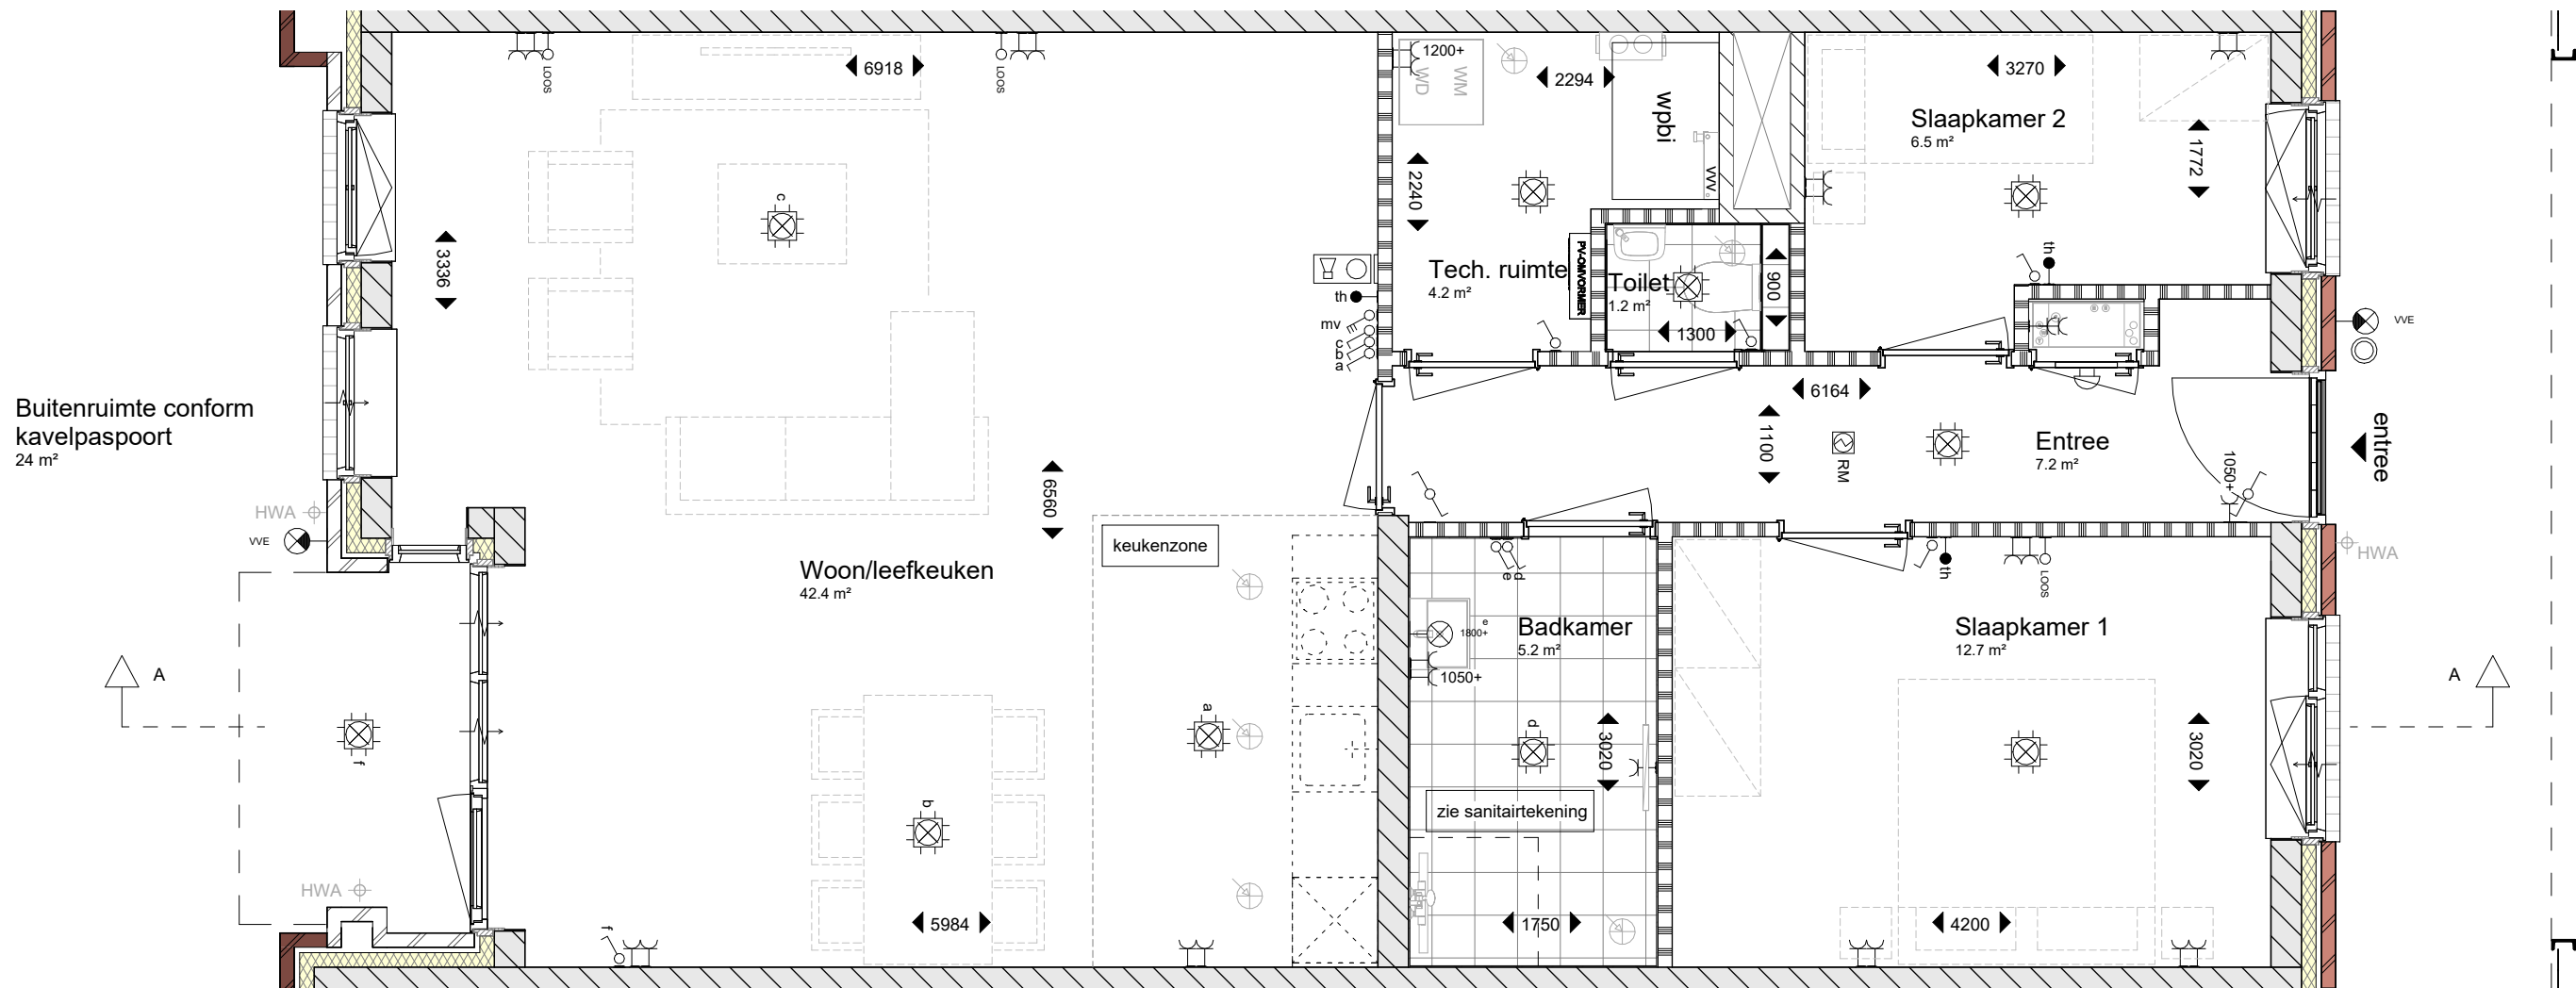 Buitenruimte conform
kavelpaspoort
24 m²
HWA
VVE
HWA
A
f
LOOS
LOOS
6918
c
3336
6560
Woon/leefkeuken
42.4 m²
keukenzone
a
b
5984
f
th
mv
c
b
a
1200+
WD
WM
2294
wpbi
VVV
2240
Tech. ruimte
4.2 m²
PV-OMVORMER
Toilet
1.2 m²
900
1300
3270
Slaapkamer 2
6.5 m²
1772
th
6164
1100
RM
Entree
7.2 m²
1050+
entree
VVE
HWA
e
d
e
1800+
Badkamer
5.2 m²
1050+
d
3020
zie sanitairtekening
1750
th
LOOS
Slaapkamer 1
12.7 m²
3020
4200
A